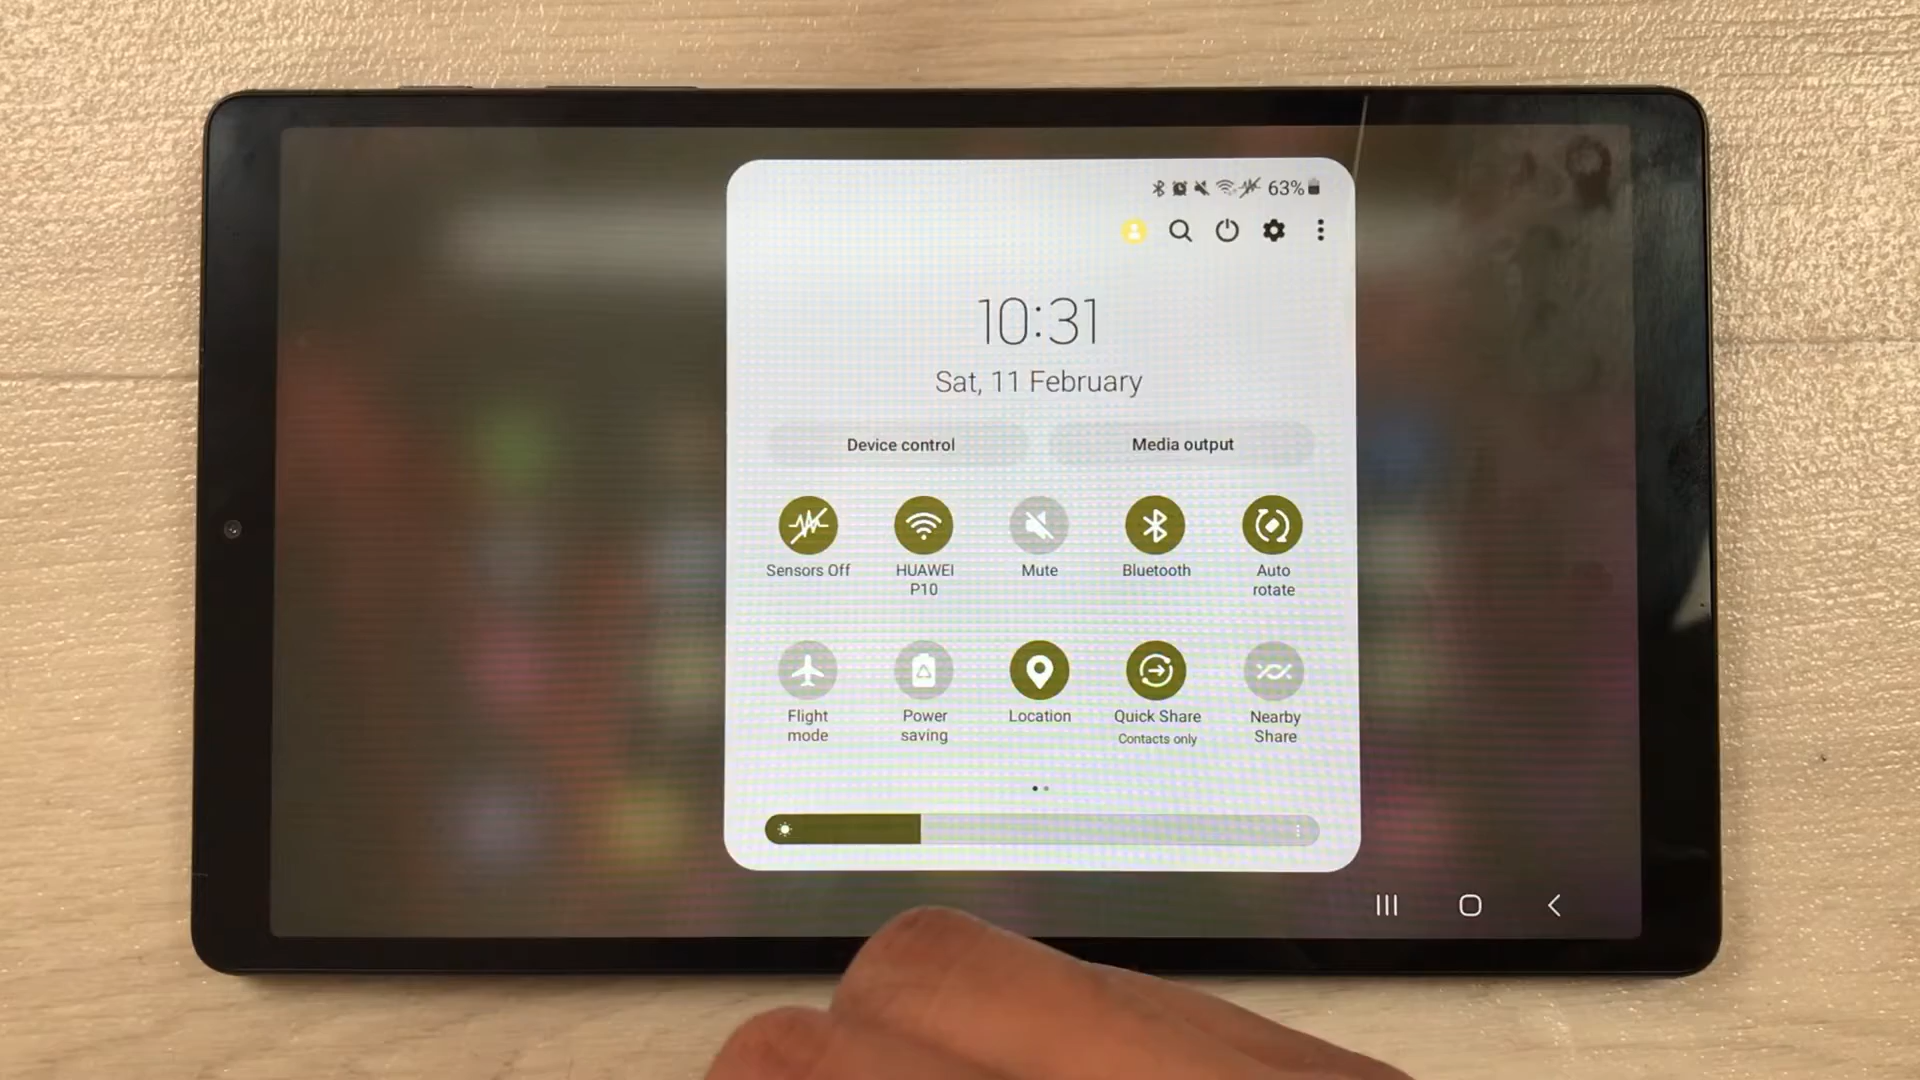 63%
10:31
Sat, 11 February
Device control
Media output
Sensors Off
HUAWEI
P10
Mute
Bluetooth
Auto
rotate
Flight
mode
Power
saving
Location
Quick Share
Contacts only
Nearby
Share